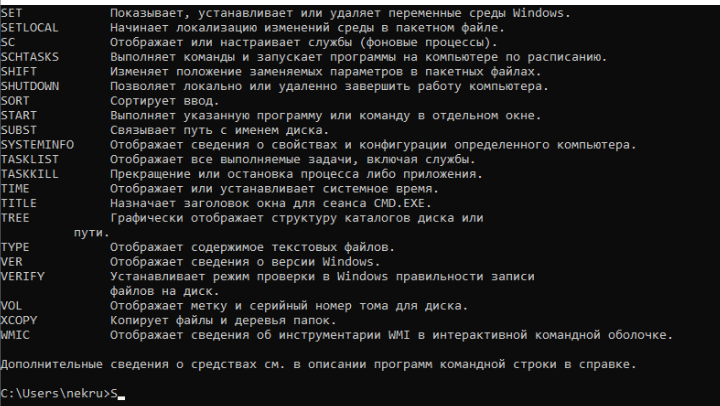 SET Показывает, устанавливает или удаляет переменные среды Windows.
SETLOCAL Начинает локализацию изменений среды в пакетном файле.
SC Отображает или настраивает службы (фоновые процессы).
SCHTASKS Выполняет команды и запускает программы на компьютере по расписанию.
SHIFT Изменяет положение заменяемых параметров в пакетных файлах.
SHUTDOWN Позволяет локально или удаленно завершить работу компьютера.
SORT Сортирует ввод.
START Выполняет указанную программу или команду в отдельном окне.
SUBST Связывает путь с именем диска.
SYSTEMINFO Отображает сведения о свойствах и конфигурации определенного компьютера.
TASKLIST Отображает все выполняемые задачи, включая службы.
TASKKILL Прекращение или остановка процесса либо приложения.
TIME Отображает или устанавливает системное время.
TITLE Назначает заголовок окна для сеанса CMD.EXE.
TREE Графически отображает структуру каталогов диска или
пути.
TYPE Отображает содержимое текстовых файлов.
VER Отображает сведения о версии Windows.
VERIFY Устанавливает режим проверки в Windows правильности записи
файлов на диск.
VOL Отображает метку и серийный номер тома для диска.
XCOPY Копирует файлы и деревья папок.
WMIC Отображает сведения об инструментарии WMI в интерактивной командной оболочке.
Дополнительные сведения о средствах см. в описании программ командной строки в справке.
C:\Users\nekru>S